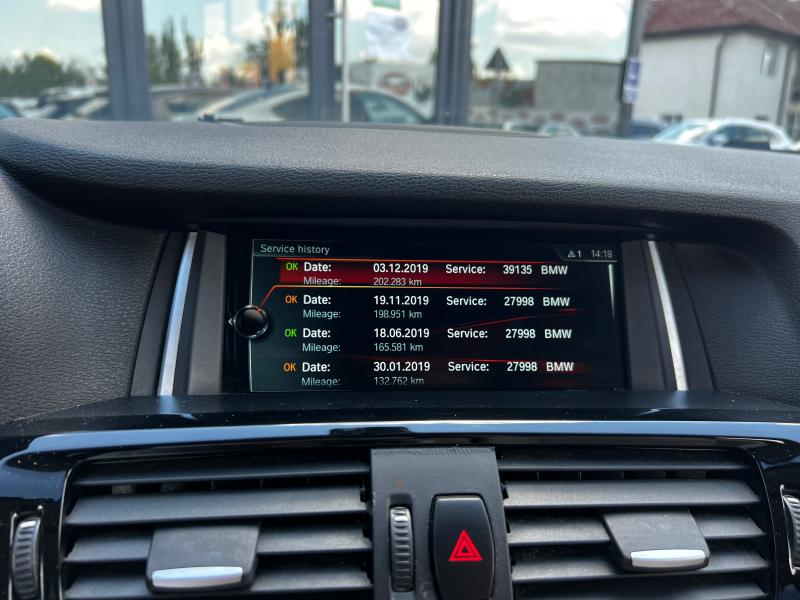 Service history
1 14:18
OK Date: 03.12.2019 Service: 39135 BMW
Mileage: 202.283 km
OK Date: 19.11.2019 Service: 27998 BMW
Mileage: 198.951 km
OK Date: 18.06.2019 Service: 27998 BMW
Mileage: 165.581 km
OK Date: 30.01.2019 Service: 27998 BMW
Mileage: 132.762 km